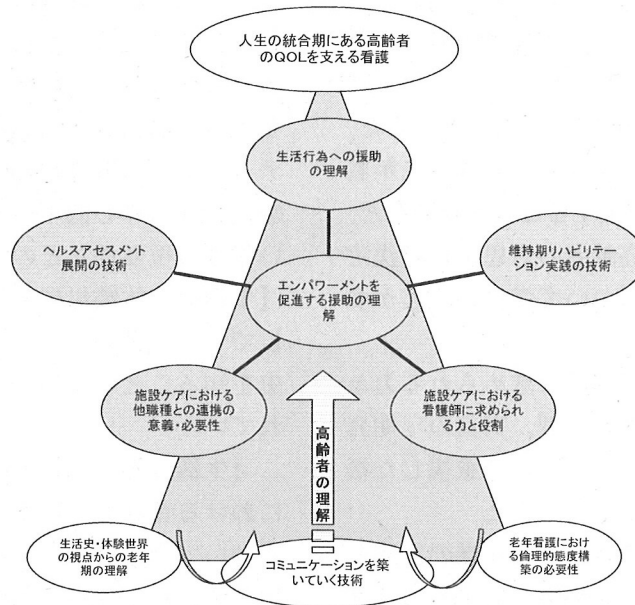 人生の統合期にある高齢者
のQOLを支える看護
生活行為への援助
の理解
ヘルスアセスメント
展開の技術
維持期リハビリテー
ション実践の技術
エンパワーメントを
促進する援助の理
解
施設ケアにおける
他職種との連携の
意義・必要性
施設ケアにおける
看護師に求められ
る力と役割
高齢者の理解
生活史・体験世界
の視点からの老年
期の理解
コミュニケーションを築
いていく技術
老年看護における
倫理的態度構
築の必要性